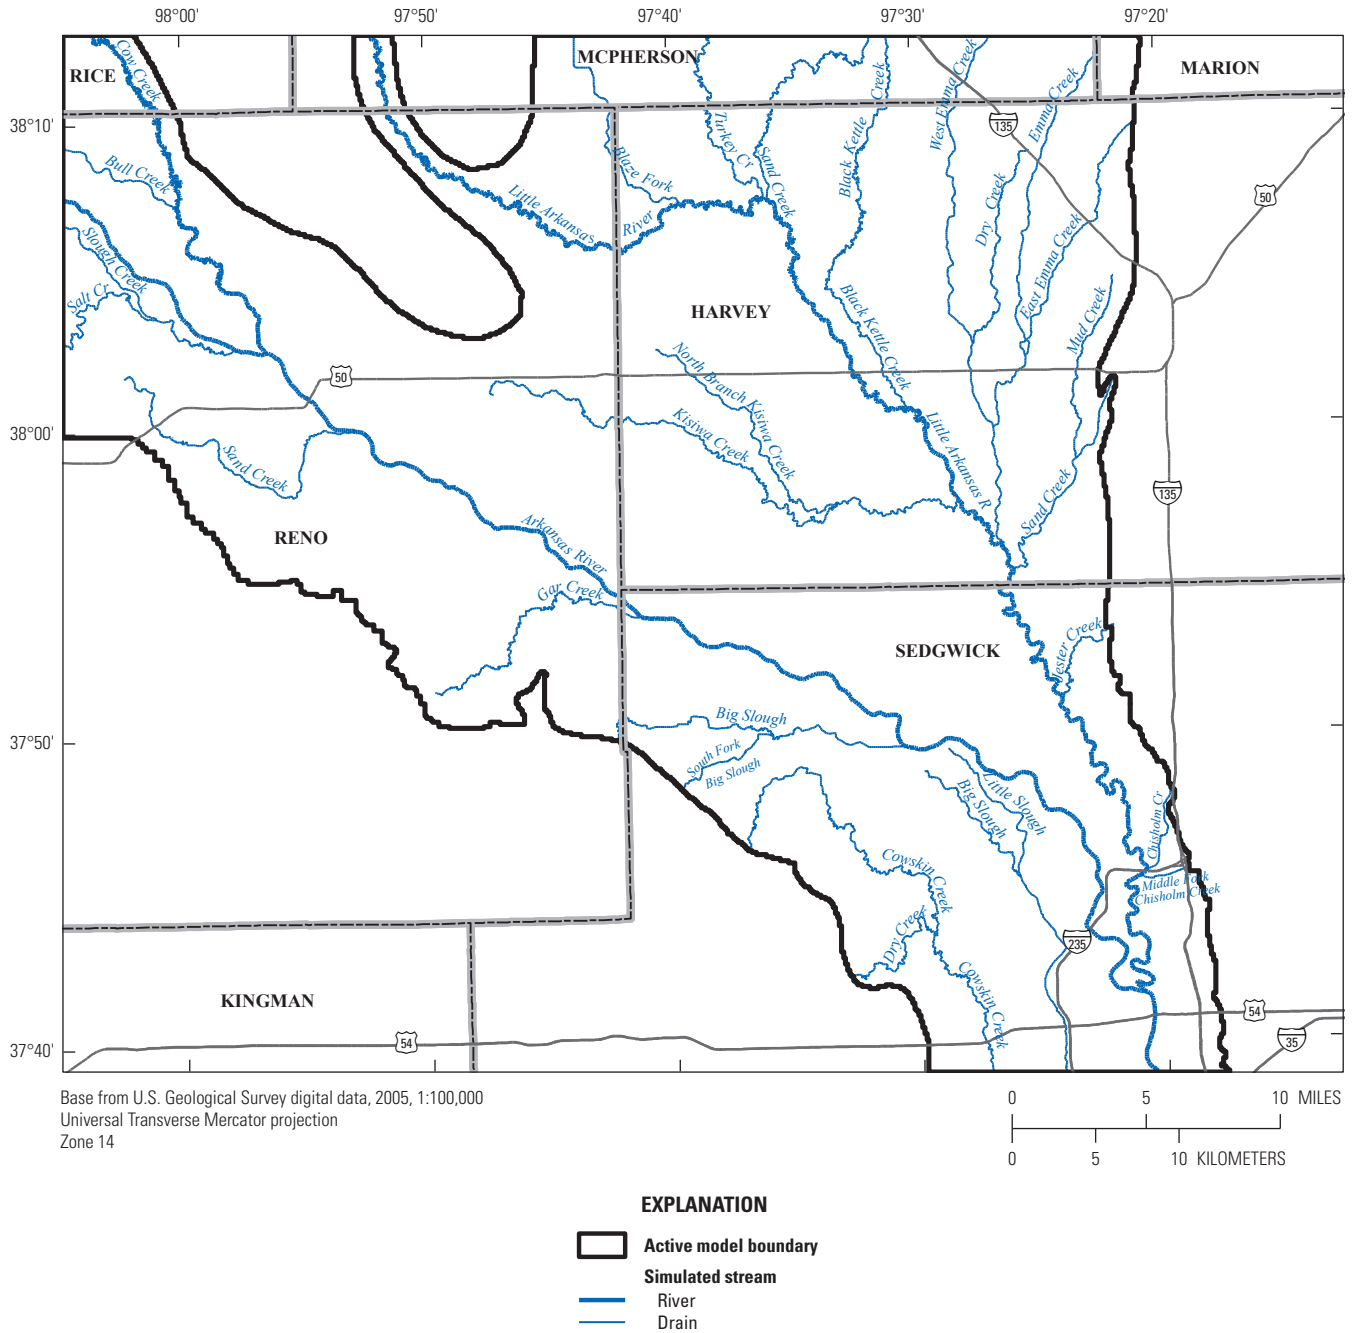 98°00'
97°50'
97°40'
97°30'
97°20'
RICE
Cow Creek
MCPHERSON
MARION
38°10'
Bull Creek
Slough Creek
Salt Cr
Little Arkansas
River
Blaze Fork
Turkey Cr
Sand Creek
Black Kettle
Creek
West Emma Creek
135
Emma Creek
Dry Creek
East Emma Creek
Mud Creek
50
HARVEY
Black Kettle Creek
50
North Branch Kisiwa Creek
Kisiwa Creek
Little Arkansas R
38°00'
Sand Creek
RENO
Arkansas River
Gar Creek
Sand Creek
135
SEDGWICK
Jester Creek
37°50'
Big Slough
South Fork
Big Slough
Little Slough
Big Slough
Chisholm Cr
Middle Fork
Chisholm Creek
Cowskin Creek
Dry Creek
235
Cowskin Creek
KINGMAN
54
54
35
37°40'
Base from U.S. Geological Survey digital data, 2005, 1:100,000
Universal Transverse Mercator projection
Zone 14
0 5 10 MILES
0 5 10 KILOMETERS
EXPLANATION
Active model boundary
Simulated stream
River
Drain